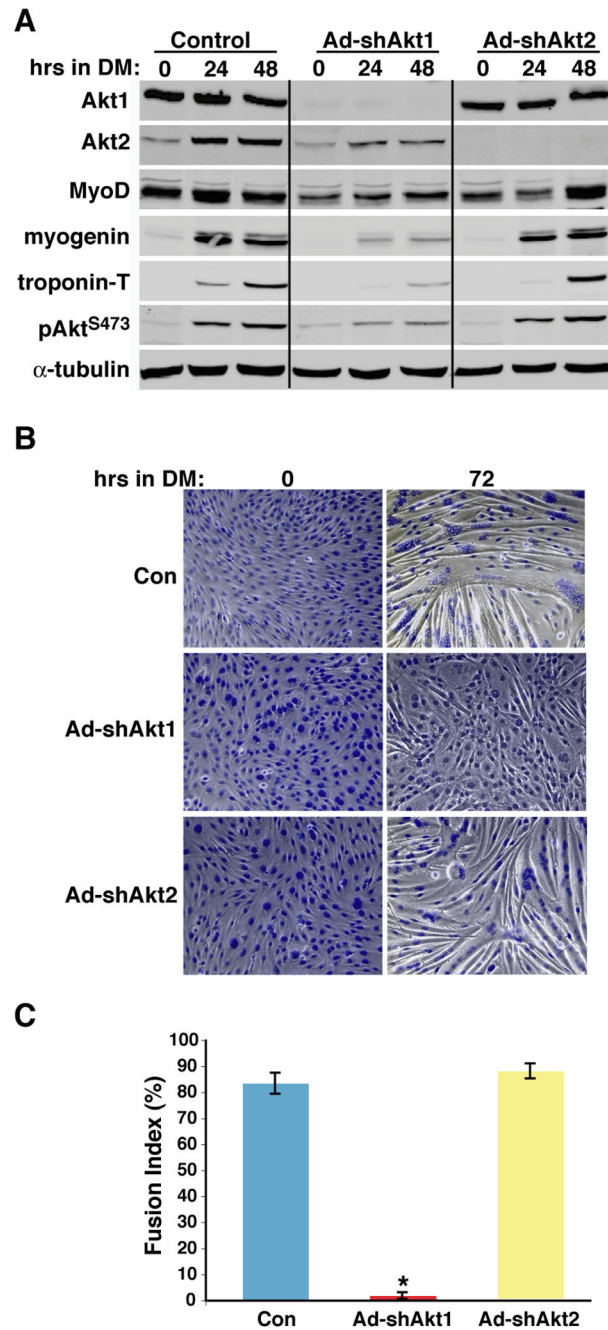 A
Control Ad-shAkt1 Ad-shAkt2
hrs in DM: 0 24 48 0 24 48 0 24 48
Akt1
Akt2
MyoD
myogenin
troponin-T
pAktS473
α-tubulin
B
hrs in DM: 0 72
Con
Ad-shAkt1
Ad-shAkt2
C
Fusion Index (%)
100
90
80
70
60
50
40
30
20
10
0
*
Con Ad-shAkt1 Ad-shAkt2